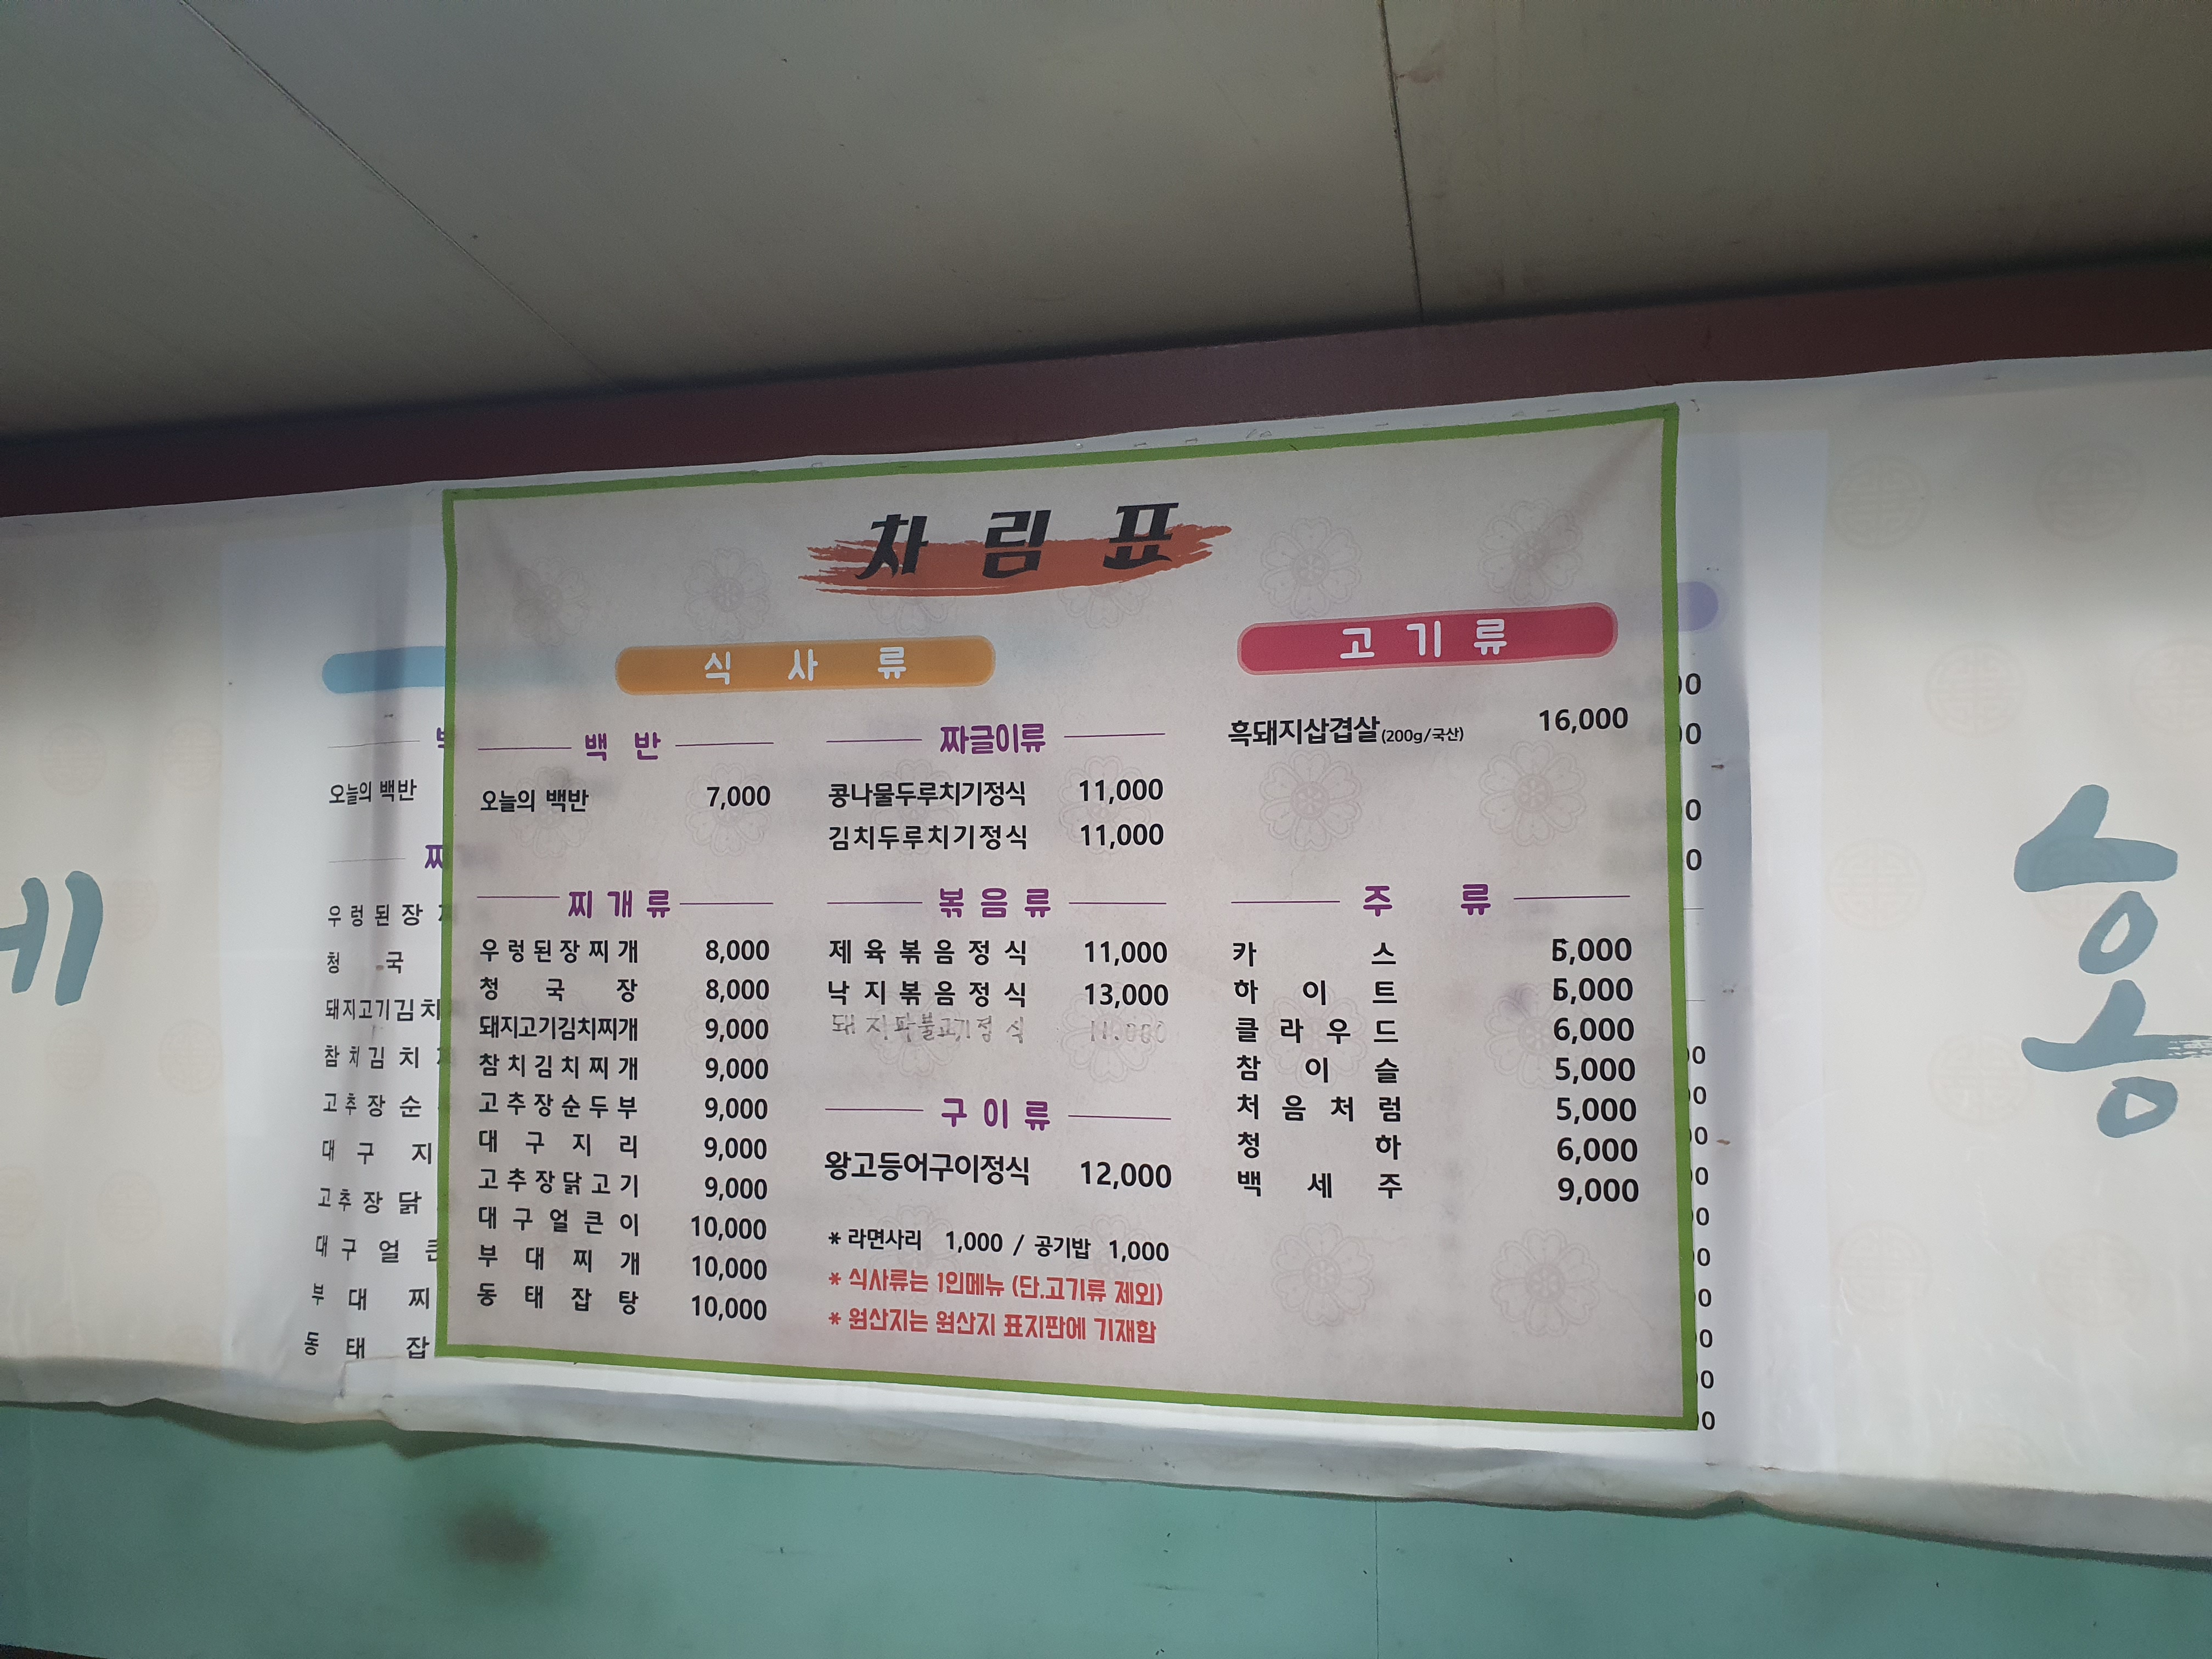 차림표
식사류
백반
오늘의 백반 7,000
찌개류
우렁된장찌개 8,000
청국장 8,000
돼지고기김치찌개 9,000
참치김치찌개 9,000
고추장순두부 9,000
대구지리 9,000
고추장닭고기 9,000
대구얼큰이 10,000
부대찌개 10,000
동태잡탕 10,000
짜글이류
콩나물두루치기정식 11,000
김치두루치기정식 11,000
볶음류
제육볶음정식 11,000
낙지볶음정식 13,000
돼지파불고기정식 11,000
구이류
왕고등어구이정식 12,000
* 라면사리 1,000 / 공기밥 1,000
* 식사류는 1인메뉴 (단.고기류 제외)
* 원산지는 원산지 표지판에 기재함
고기류
흑돼지삽겹살(200g/국산) 16,000
주류
카스 5,000
하이트 5,000
클라우드 6,000
참이슬 5,000
처음처럼 5,000
청하 6,000
백세주 9,000
오늘의 백반
우렁된장
청국
돼지고기김치
참치김치
고추장순
대구지
고추장닭
대구얼큰
부대찌
동태잡